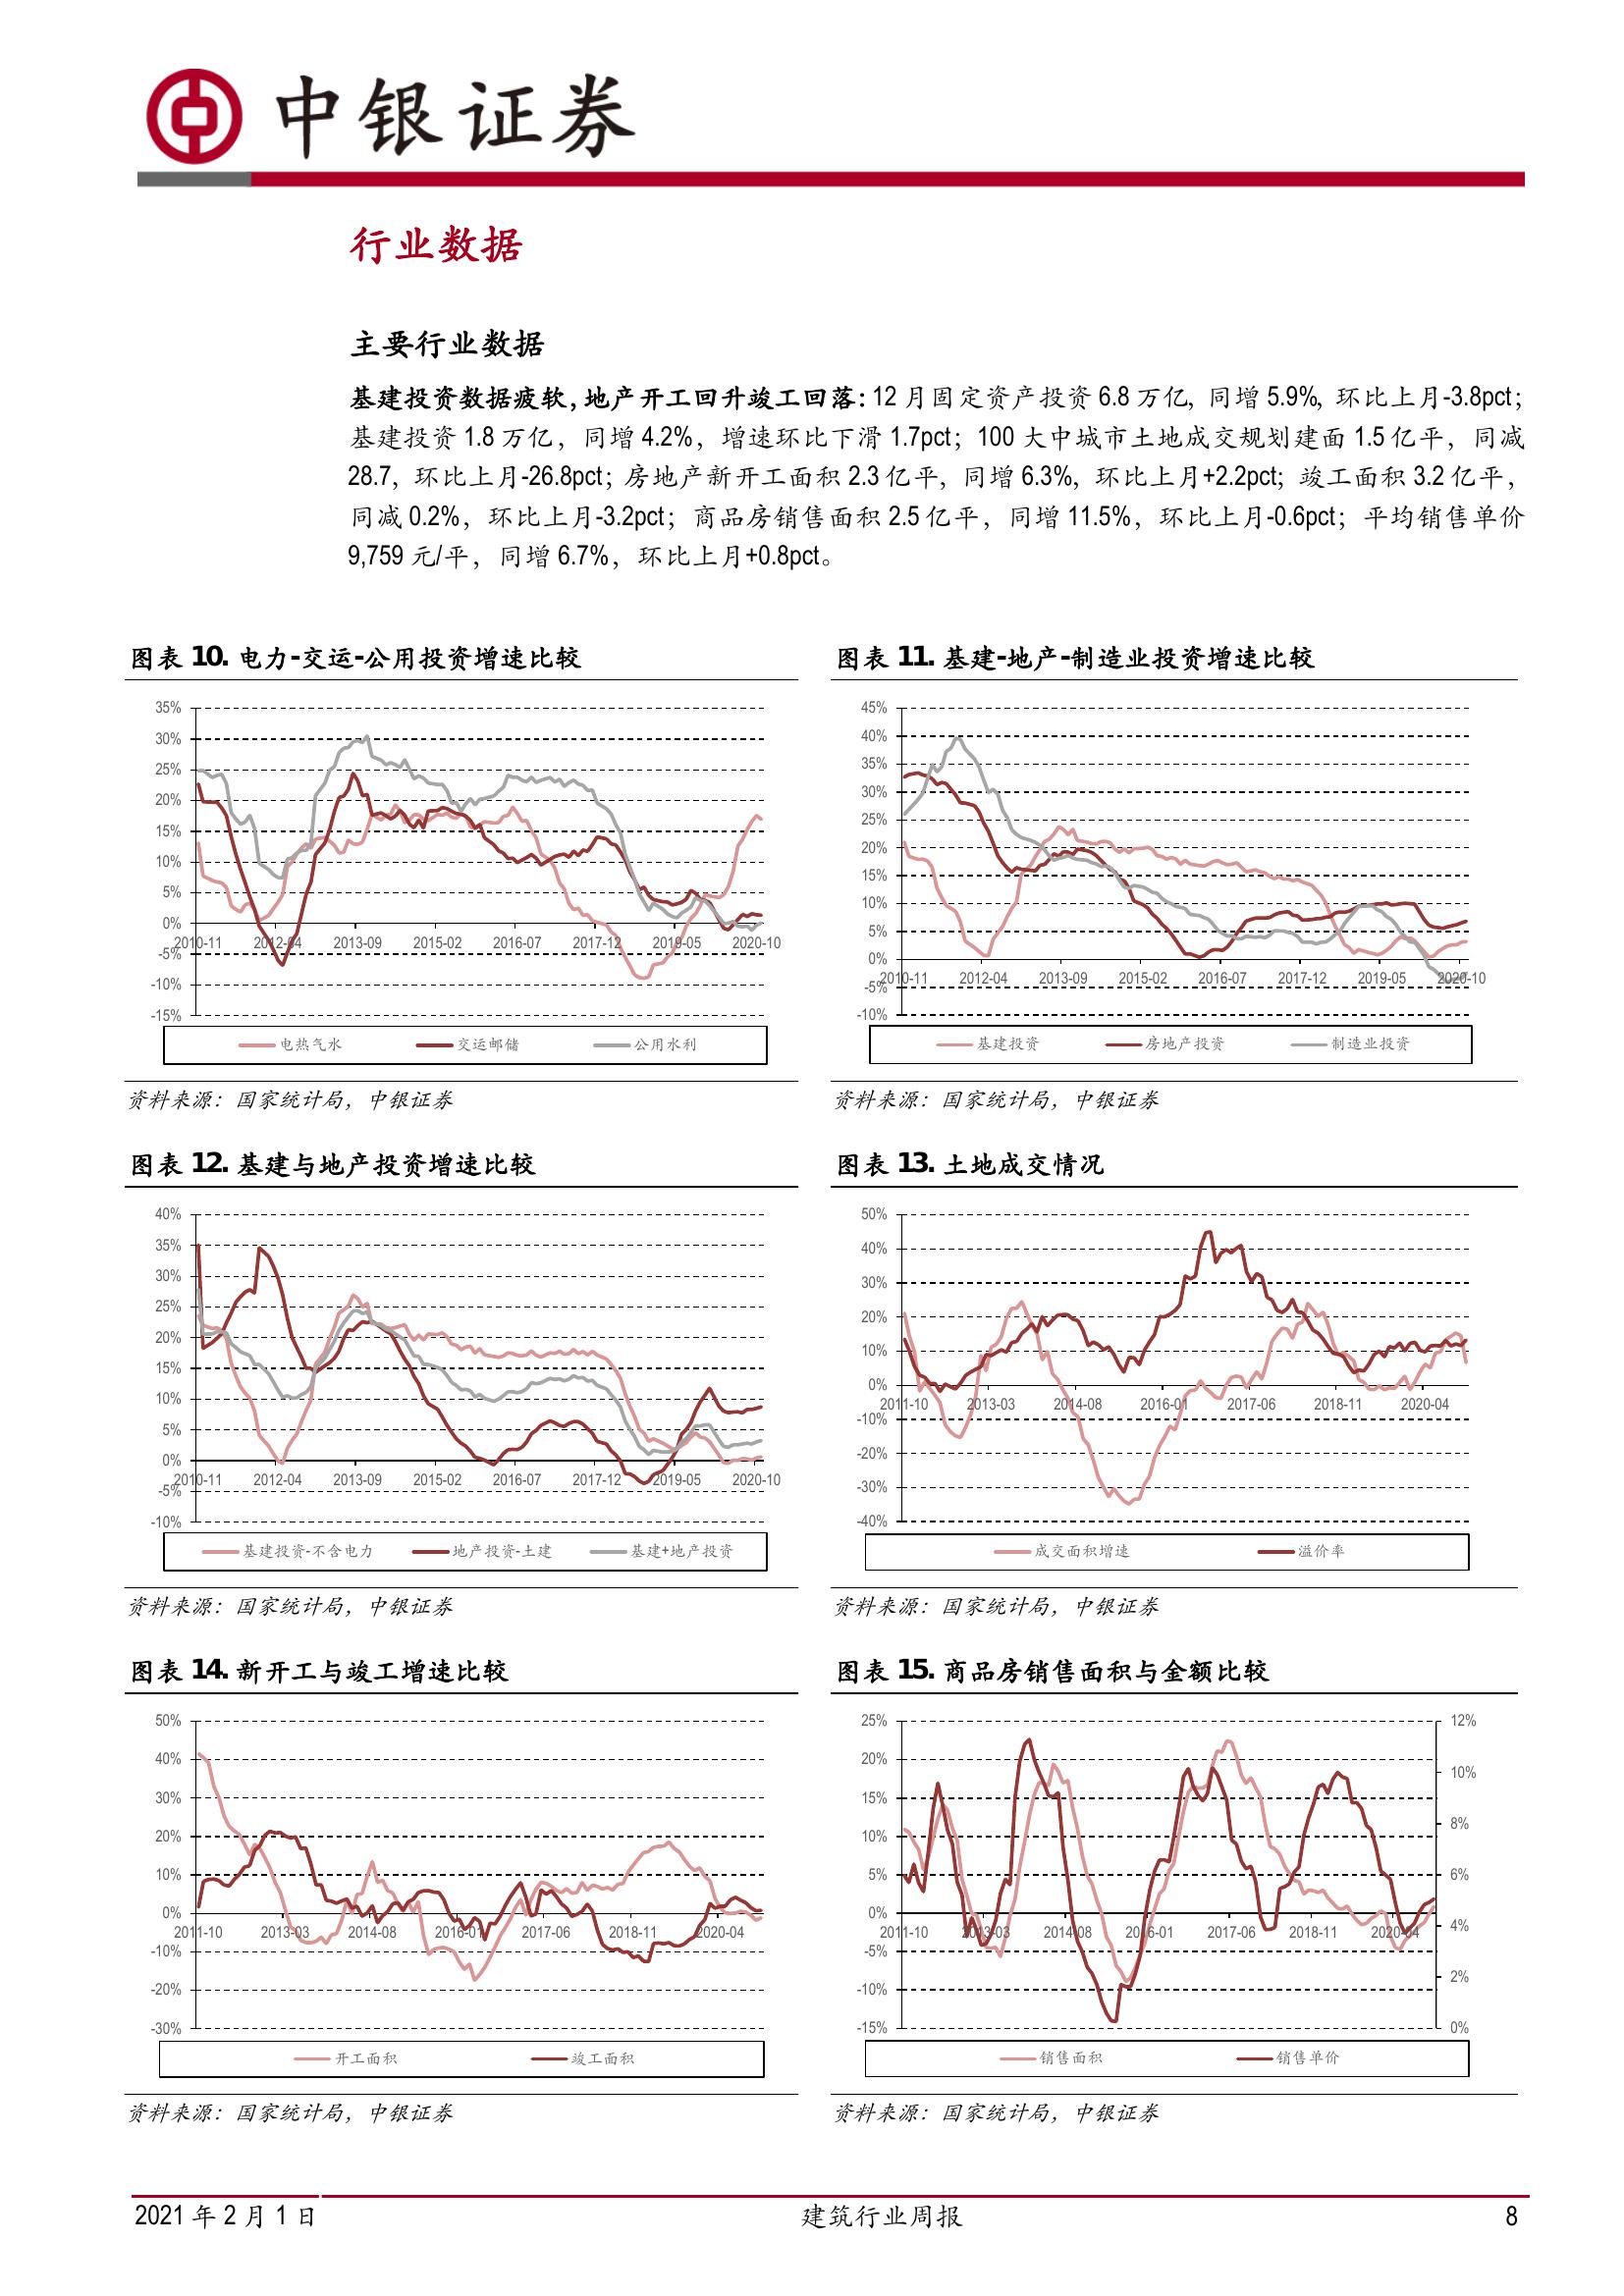 中银证券
行业数据
主要行业数据
基建投资数据疲软，地产开工回升竣工回落：12 月固定资产投资 6.8 万亿，同增 5.9%，环比上月-3.8pct；
基建投资 1.8 万亿，同增 4.2%，增速环比下滑 1.7pct；100 大中城市土地成交规划建面 1.5 亿平，同减
28.7，环比上月-26.8pct；房地产新开工面积 2.3 亿平，同增 6.3%，环比上月+2.2pct；竣工面积 3.2 亿平，
同减 0.2%，环比上月-3.2pct；商品房销售面积 2.5 亿平，同增 11.5%，环比上月-0.6pct；平均销售单价
9,759 元/平，同增 6.7%，环比上月+0.8pct。
图表 10. 电力-交运-公用投资增速比较
35%
30%
25%
20%
15%
10%
5%
0%
-5%
-10%
-15%
2010-11 2012-04 2013-09 2015-02 2016-07 2017-12 2019-05 2020-10
电热气水 交运邮储 公用水利
资料来源：国家统计局，中银证券
图表 11. 基建-地产-制造业投资增速比较
45%
40%
35%
30%
25%
20%
15%
10%
5%
0%
-5%
-10%
2010-11 2012-04 2013-09 2015-02 2016-07 2017-12 2019-05 2020-10
基建投资 房地产投资 制造业投资
资料来源：国家统计局，中银证券
图表 12. 基建与地产投资增速比较
40%
35%
30%
25%
20%
15%
10%
5%
0%
-5%
-10%
2010-11 2012-04 2013-09 2015-02 2016-07 2017-12 2019-05 2020-10
基建投资-不含电力 地产投资-土建 基建+地产投资
资料来源：国家统计局，中银证券
图表 13. 土地成交情况
50%
40%
30%
20%
10%
0%
-10%
-20%
-30%
-40%
2011-10 2013-03 2014-08 2016-01 2017-06 2018-11 2020-04
成交面积增速 溢价率
资料来源：国家统计局，中银证券
图表 14. 新开工与竣工增速比较
50%
40%
30%
20%
10%
0%
-10%
-20%
-30%
2011-10 2013-03 2014-08 2016-01 2017-06 2018-11 2020-04
开工面积 竣工面积
资料来源：国家统计局，中银证券
图表 15. 商品房销售面积与金额比较
25%
20%
15%
10%
5%
0%
-5%
-10%
-15%
12%
10%
8%
6%
4%
2%
0%
2011-10 2013-03 2014-08 2016-01 2017-06 2018-11 2020-04
销售面积 销售单价
资料来源：国家统计局，中银证券
2021 年 2 月 1 日 建筑行业周报 8